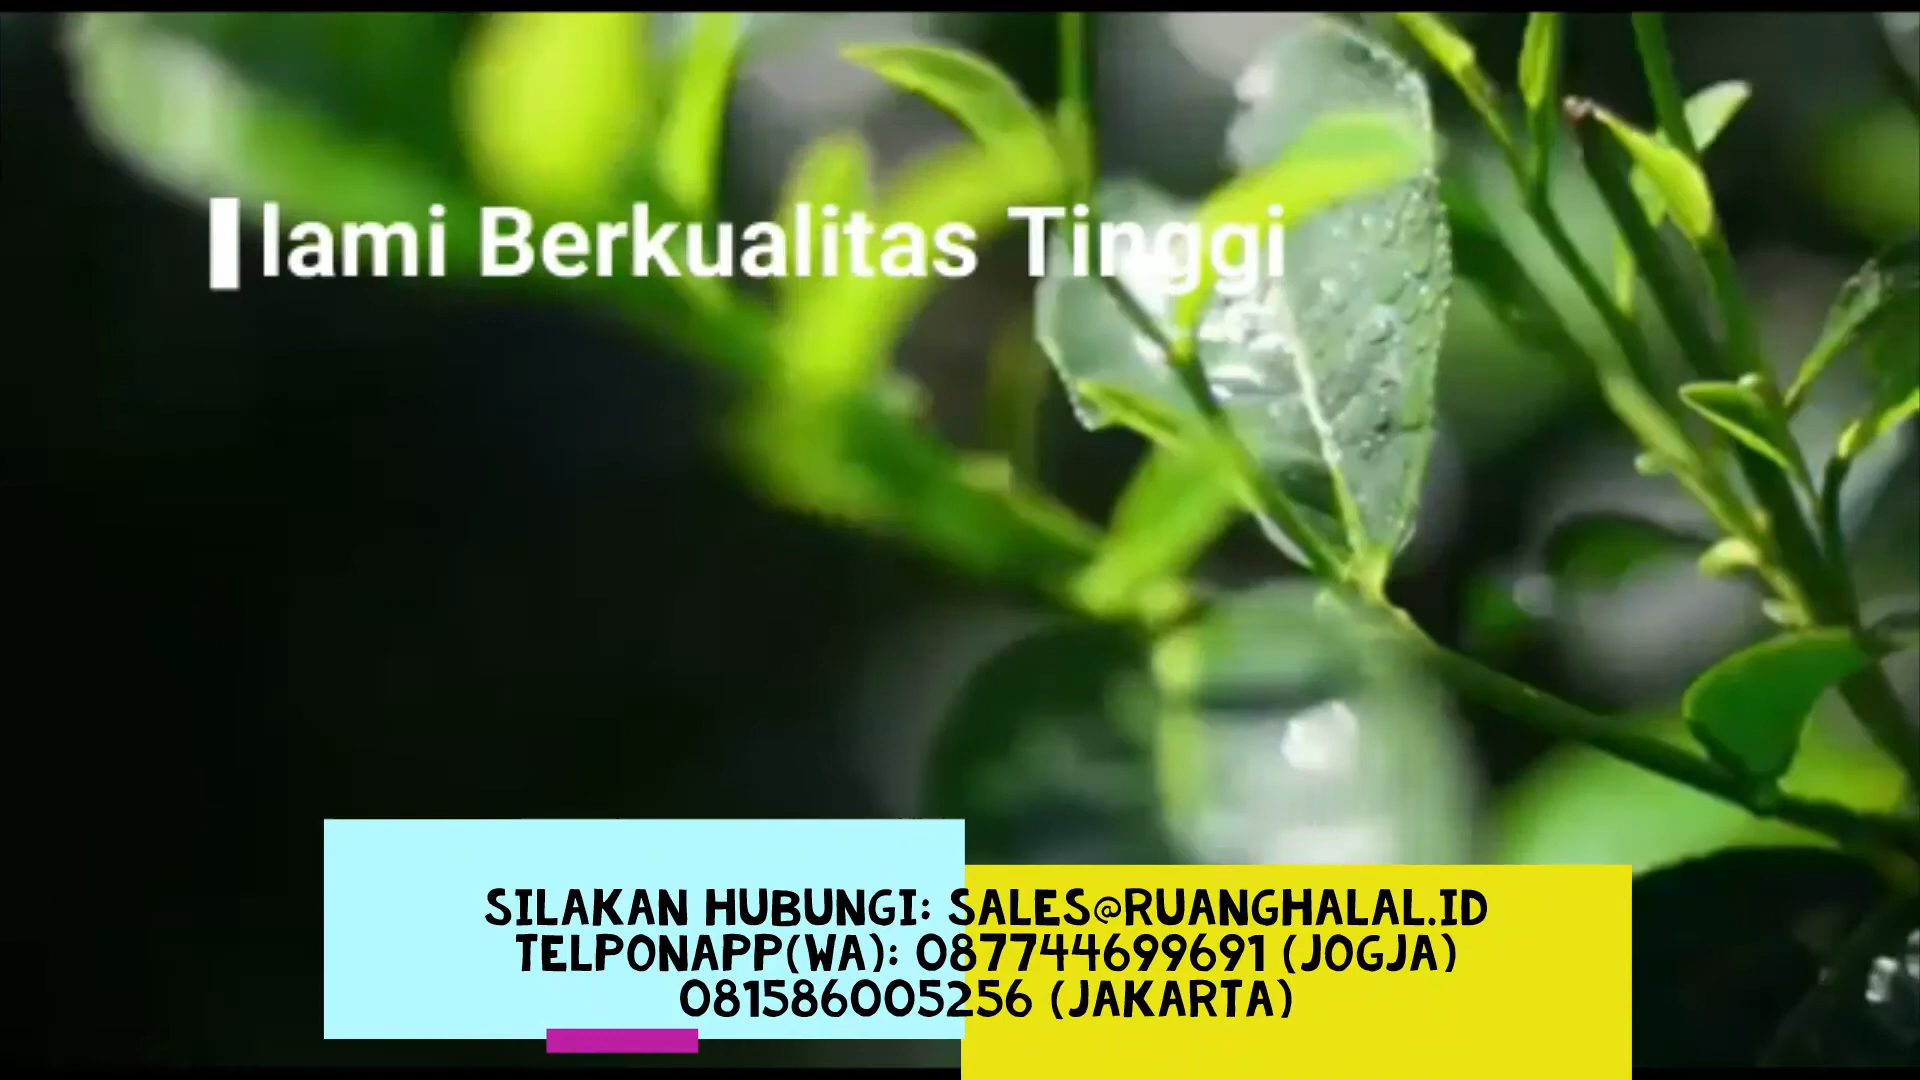 lami Berkualitas Tinggi
SILAKAN HUBUNGI: SALES@RUANGHALAL.ID
TELPONAPP(WA): 087744699691 (JOGJA)
081586005256 (JAKARTA)